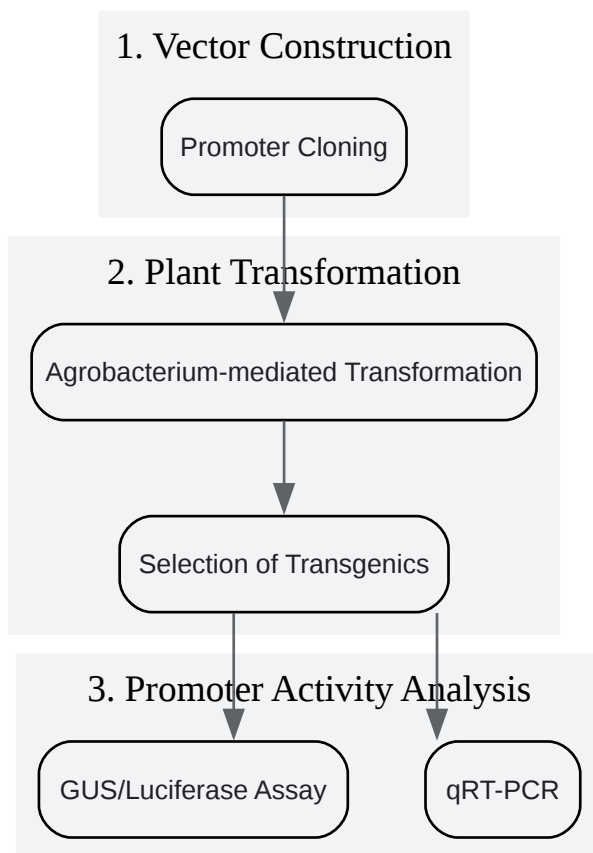 1. Vector Construction
Promoter Cloning
2. Plant Transformation
Agrobacterium-mediated Transformation
Selection of Transgenics
3. Promoter Activity Analysis
GUS/Luciferase Assay
qRT-PCR